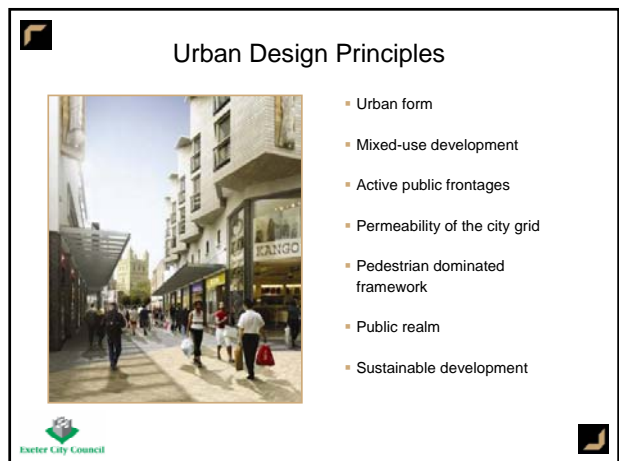 Urban Design Principles
Urban form
Mixed-use development
Active public frontages
Permeability of the city grid
Pedestrian dominated
framework
Public realm
Sustainable development
KANGO
Exeter City Council